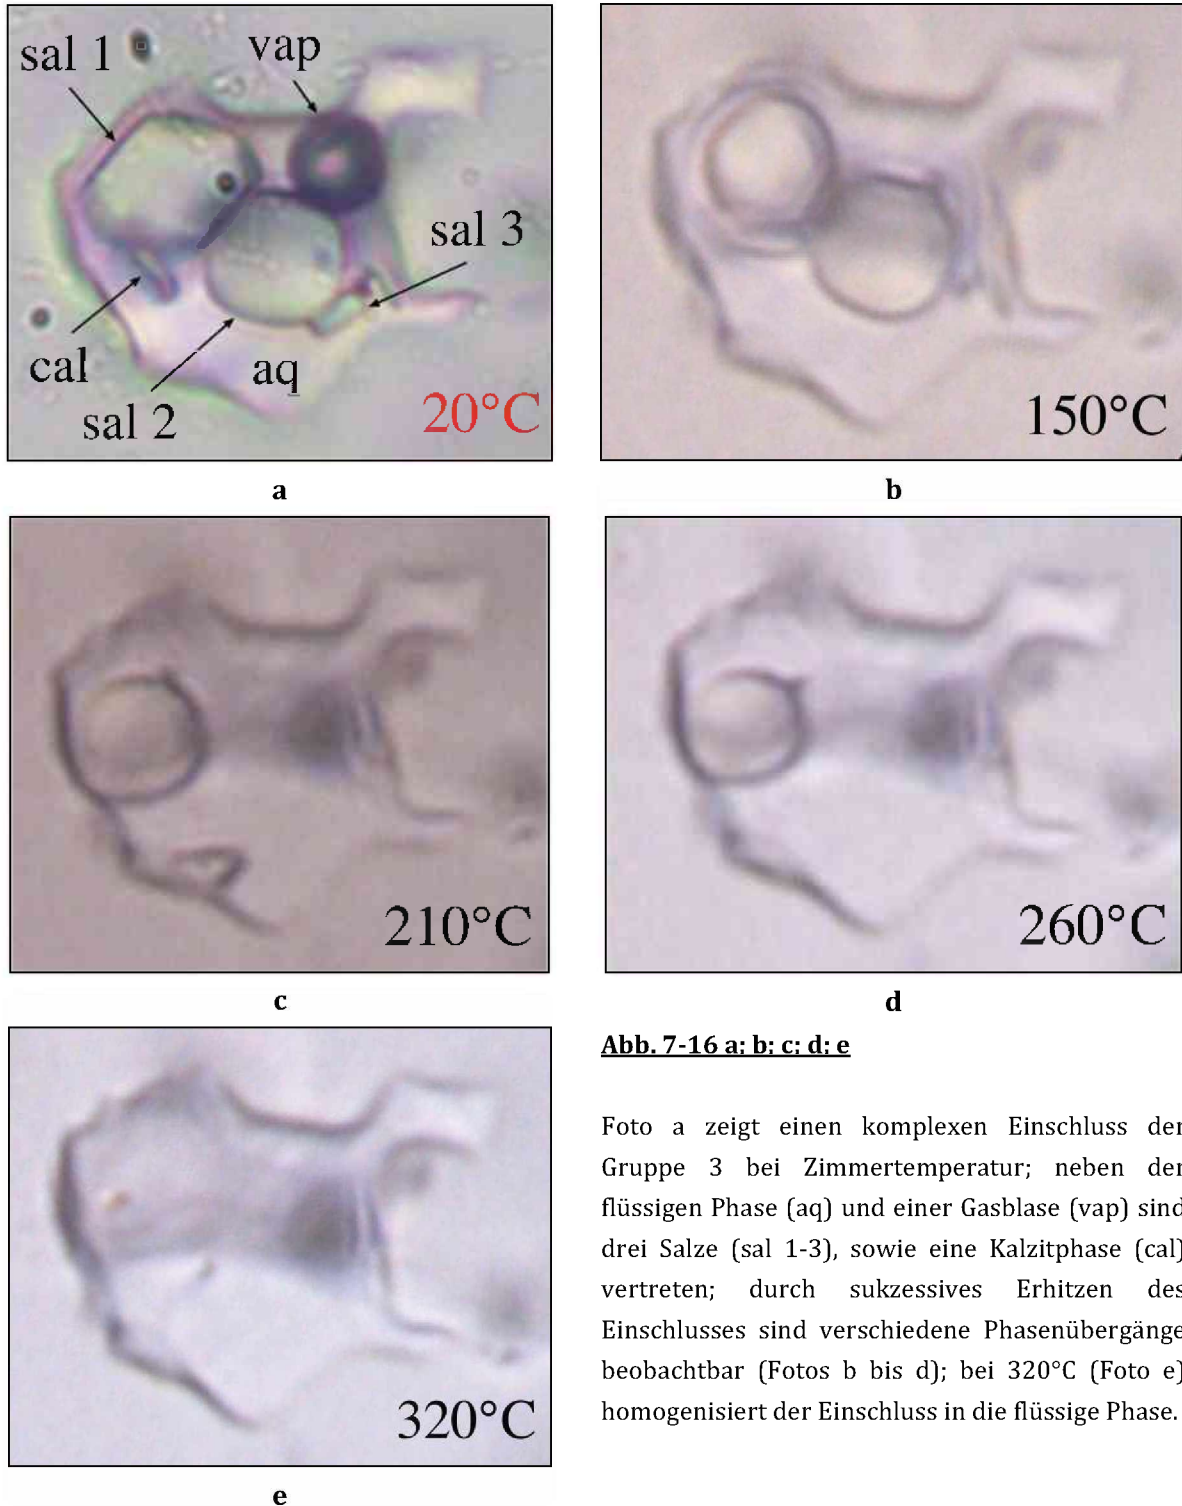 sal 1
vap
sal 3
cal
aq
sal 2
20°C
a
150°C
b
210°C
c
260°C
d
320°C
e
Abb. 7-16 a; b; c; d; e
Foto a zeigt einen komplexen Einschluss der
Gruppe 3 bei Zimmertemperatur; neben der
flüssigen Phase (aq) und einer Gasblase (vap) sind
drei Salze (sal 1-3), sowie eine Kalzitphase (cal)
vertreten; durch sukzessives Erhitzen des
Einschlusses sind verschiedene Phasenübergänge
beobachtbar (Fotos b bis d); bei 320°C (Foto e)
homogenisiert der Einschluss in die flüssige Phase.